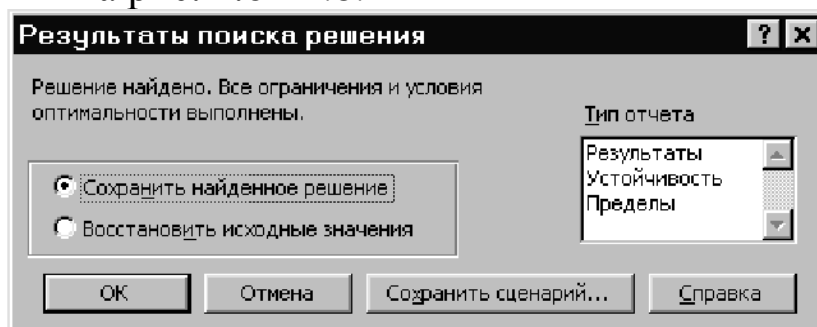 Результаты поиска решения
Решение найдено. Все ограничения и условия
оптимальности выполнены.
Тип отчета
Результаты
Устойчивость
Пределы
Сохранить найденное решение
Восстановить исходные значения
ОК
Отмена
Сохранить сценарий...
Справка